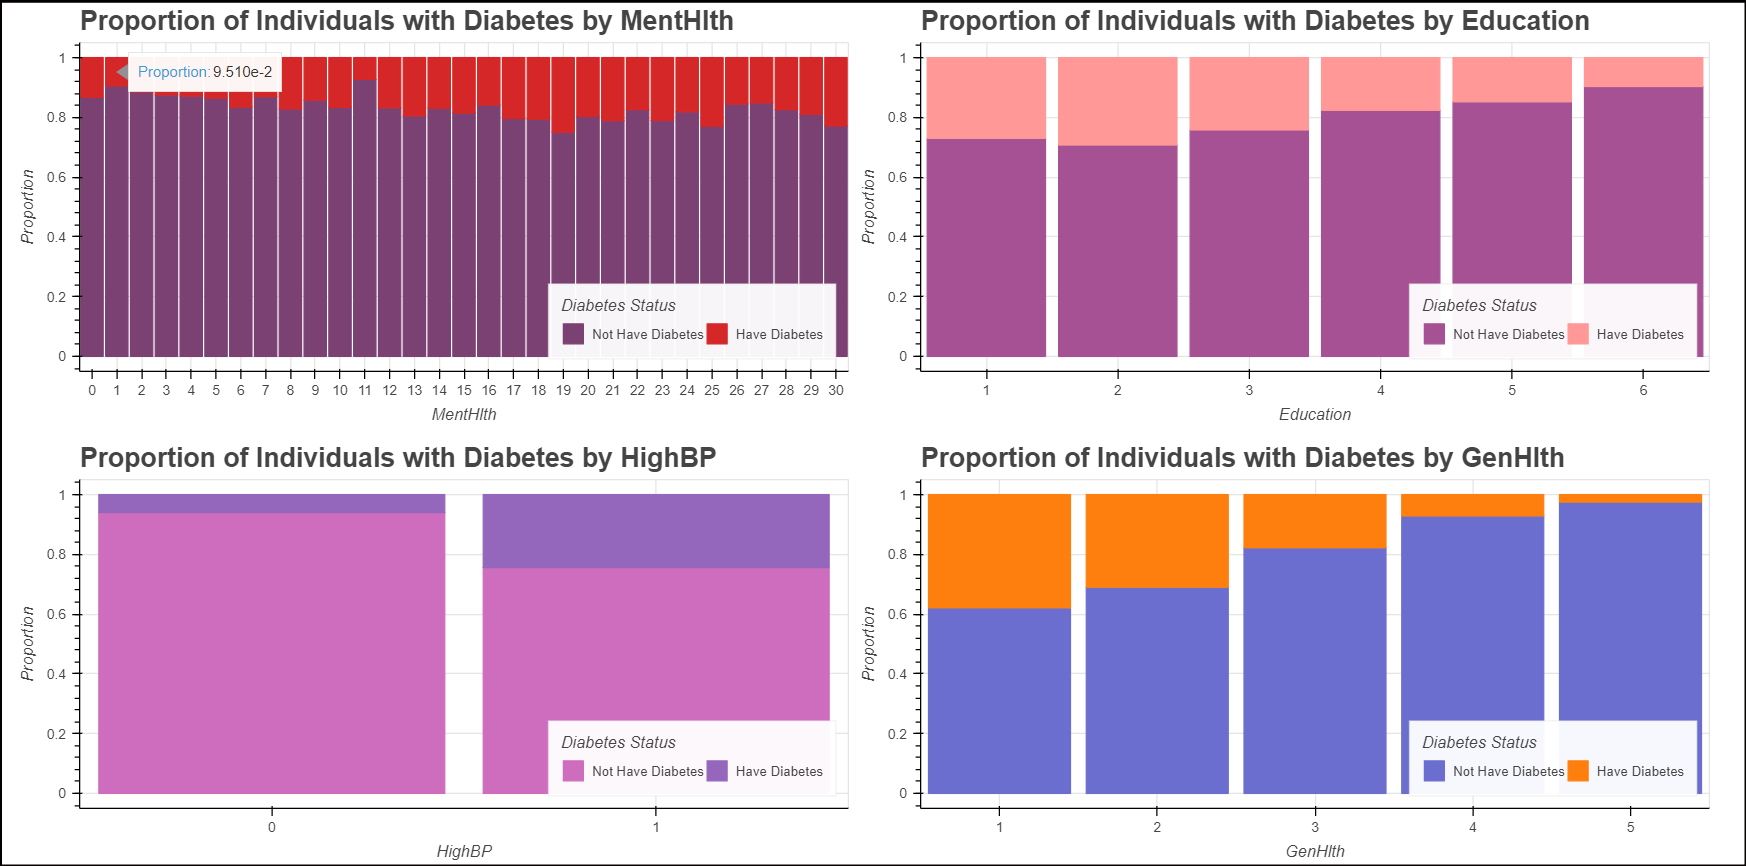 Proportion of Individuals with Diabetes by MentHlth
1
0.8
0.6
0.4
0.2
0
Proportion
Proportion: 9.510e-2
Diabetes Status
Not Have Diabetes Have Diabetes
0 1 2 3 4 5 6 7 8 9 10 11 12 13 14 15 16 17 18 19 20 21 22 23 24 25 26 27 28 29 30
MentHlth
Proportion of Individuals with Diabetes by Education
1
0.8
0.6
0.4
0.2
0
Proportion
Diabetes Status
Not Have Diabetes Have Diabetes
1 2 3 4 5 6
Education
Proportion of Individuals with Diabetes by HighBP
1
0.8
0.6
0.4
0.2
0
Proportion
Diabetes Status
Not Have Diabetes Have Diabetes
0 1
HighBP
Proportion of Individuals with Diabetes by GenHlth
1
0.8
0.6
0.4
0.2
0
Proportion
Diabetes Status
Not Have Diabetes Have Diabetes
1 2 3 4 5
GenHlth